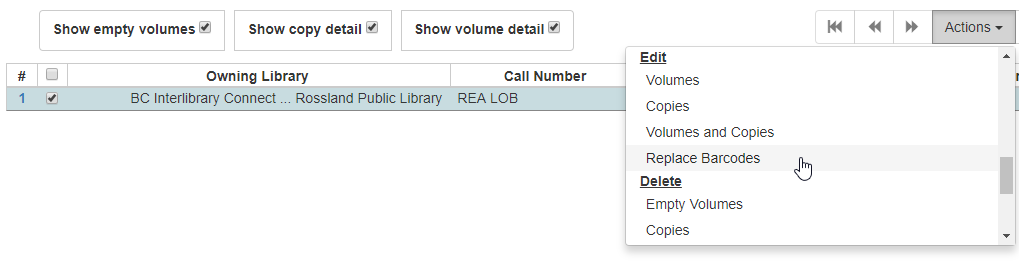 Show empty volumes
Show copy detail
Show volume detail
Actions
# Owning Library Call Number
1 BC Interlibrary Connect ... Rossland Public Library REA LOB
Edit
Volumes
Copies
Volumes and Copies
Replace Barcodes
Delete
Empty Volumes
Copies